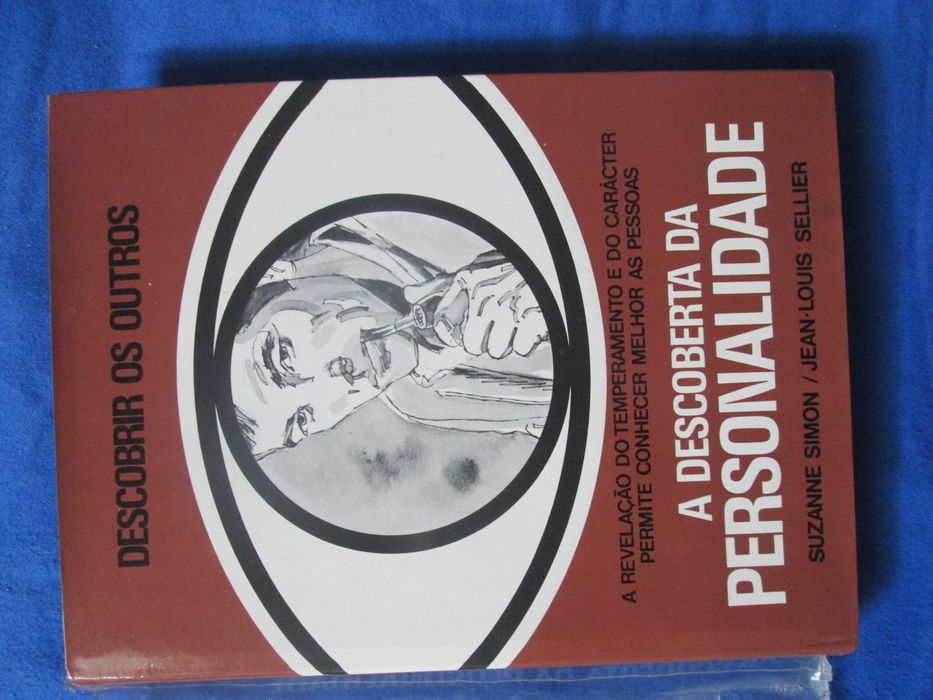 DESCOBRIR OS OUTROS
A REVELAÇÃO DO TEMPERAMENTO E DO CARÁCTER
PERMITE CONHECER MELHOR AS PESSOAS
A DESCOBERTA DA
PERSONALIDADE
SUZANNE SIMON / JEAN-LOUIS SELLIER